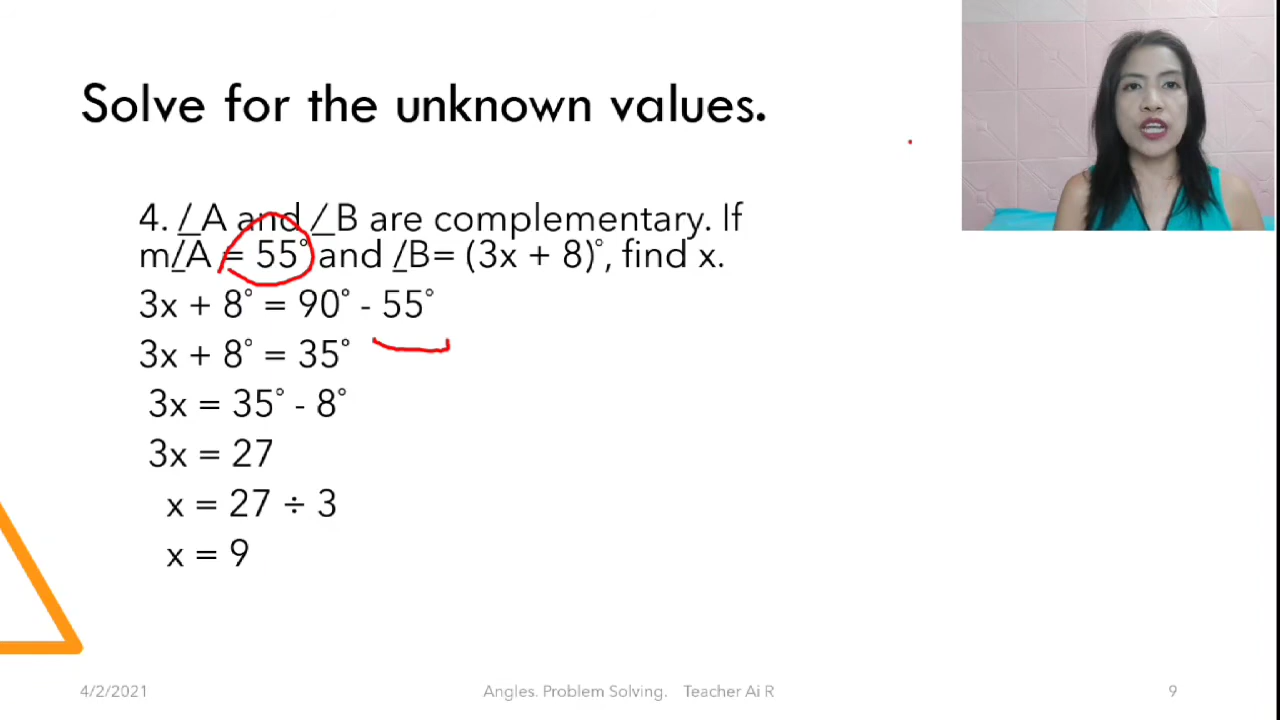 Solve for the unknown values.
4. ∠A and ∠B are complementary. If
m∠A = 55° and ∠B= (3x + 8)°, find x.
3x + 8° = 90° - 55°
3x + 8° = 35°
3x = 35° - 8°
3x = 27
x = 27 ÷ 3
x = 9
4/2/2021
Angles. Problem Solving. Teacher Ai R
9